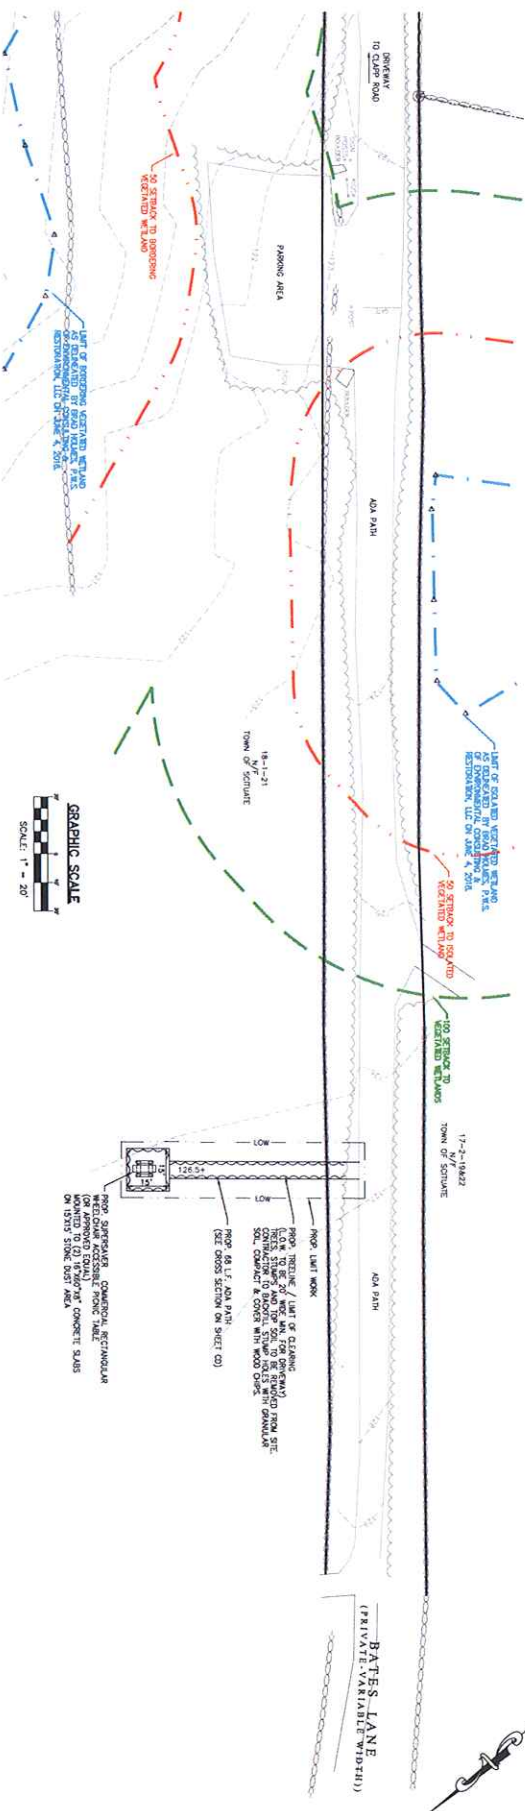 DRIVEWAY
TO CLAPP ROAD
PARKING AREA
50 SETBACK TO BORDERING
VEGETATED WETLAND
LIMIT OF BORDERING VEGETATED WETLAND
AS DELINEATED BY BRAD HOLMES, P.W.S.
OF ENVIRONMENTAL CONSULTING &
RESTORATION, LLC ON JUNE 4, 2018.
BOULDER
ADA PATH
LIMIT OF ISOLATED VEGETATED WETLAND
AS DELINEATED BY BRAD HOLMES, P.W.S.
OF ENVIRONMENTAL CONSULTING &
RESTORATION, LLC ON JUNE 4, 2018.
18-1-21
N/F
TOWN OF SCITUATE
50 SETBACK TO ISOLATED
VEGETATED WETLAND
100 SETBACK TO
VEGETATED WETLANDS
GRAPHIC SCALE
SCALE: 1" = 20'
17-2-19&22
N/F
TOWN OF SCITUATE
LOW
LOW
126.5+
15'
15'
PROP. LIMIT WORK
PROP. TREELINE / LIMIT OF CLEARING
(L.O.W. TO BE 20' WIDE MIN. FOR DRIVEWAY)
TREES, STUMPS AND TOP SOIL TO BE REMOVED FROM SITE.
CONTRACTOR TO BACKFILL STUMP HOLES WITH GRANULAR
SOIL, COMPACT & COVER WITH WOOD CHIPS.
PROP. 68 L.F. ADA PATH
(SEE CROSS SECTION ON SHEET CD)
PROP. SUPERSAVER COMMERCIAL RECTANGULAR
WHEELCHAIR ACCESSIBLE PICNIC TABLE
(OR APPROVED EQUAL)
MOUNTED TO (2) 16"x60"x8" CONCRETE SLABS
ON 15'X15' STONE DUST AREA
ADA PATH
BATES LANE
(PRIVATE-VARIABLE WIDTH)